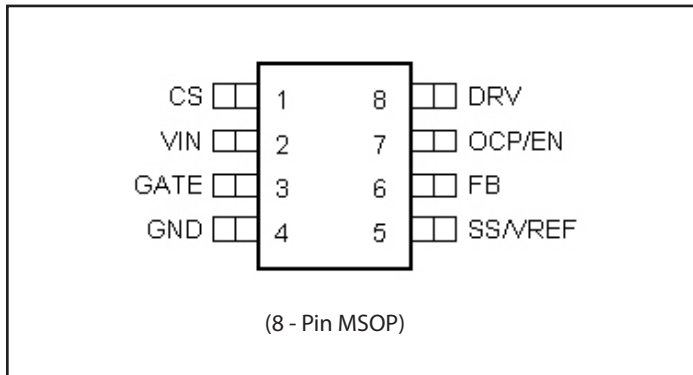 CS 1 8 DRV
VIN 2 7 OCP/EN
GATE 3 6 FB
GND 4 5 SS/VREF
(8 - Pin MSOP)